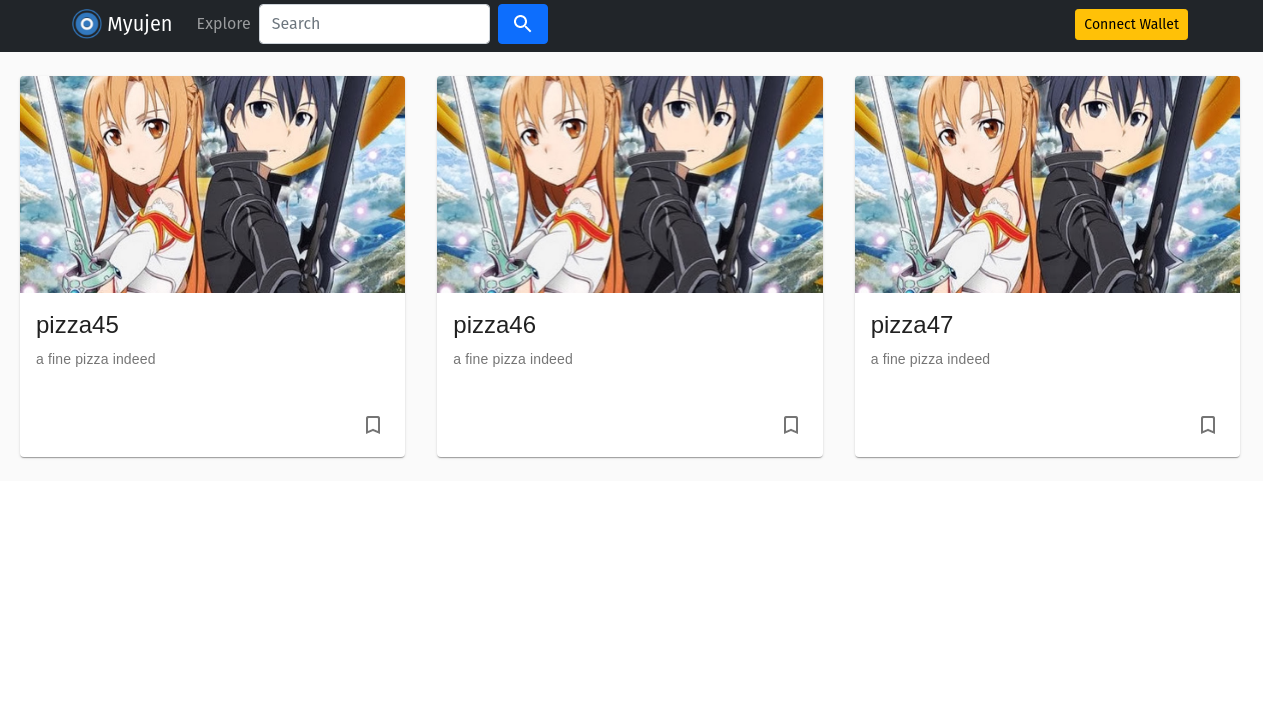 Myujen
Explore
Search
Connect Wallet
pizza45
a fine pizza indeed
pizza46
a fine pizza indeed
pizza47
a fine pizza indeed